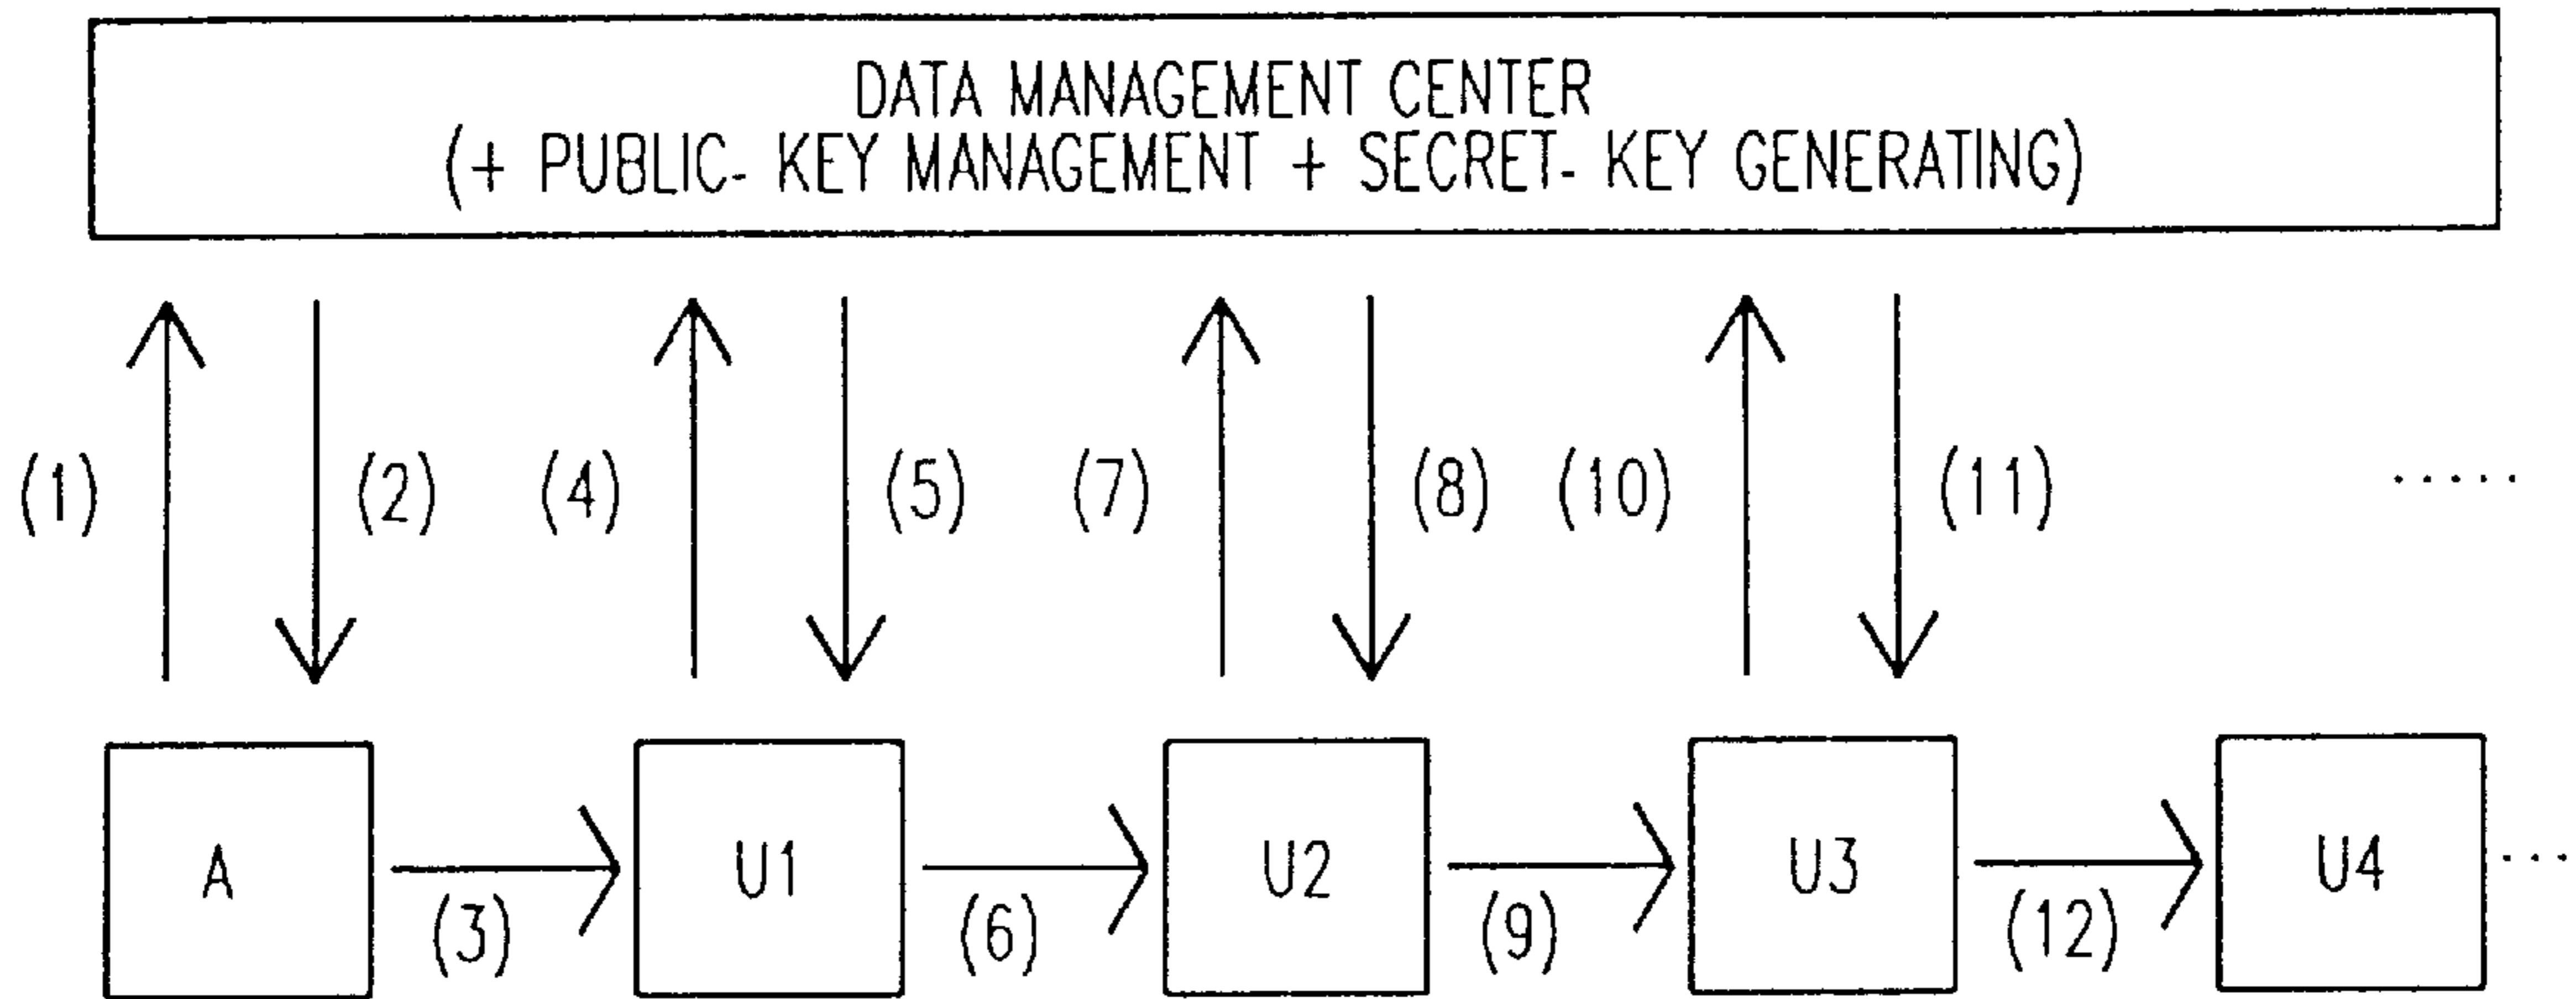 DATA MANAGEMENT CENTER
(+ PUBLIC- KEY MANAGEMENT + SECRET- KEY GENERATING)
(1) (2) (4) (5) (7) (8) (10) (11) .....
A U1 U2 U3 U4 ...
(3) (6) (9) (12)